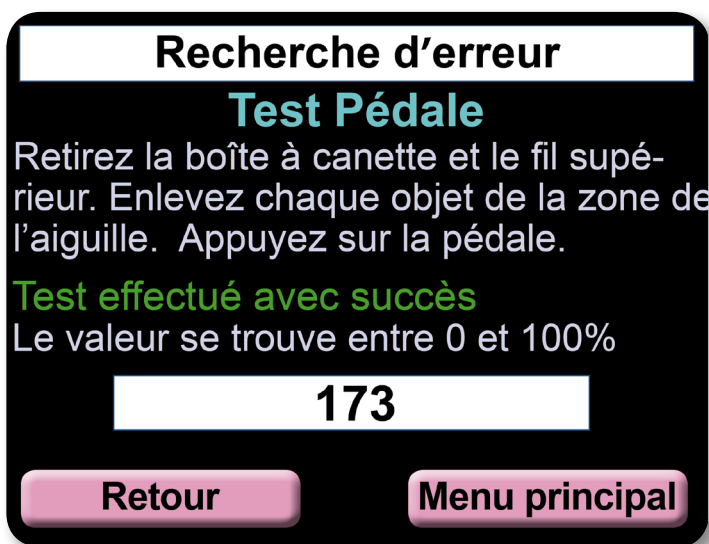 Recherche d’erreur
Test Pédale
Retirez la boîte à canette et le fil supé-
rieur. Enlevez chaque objet de la zone de
l’aiguille. Appuyez sur la pédale.
Test effectué avec succès
Le valeur se trouve entre 0 et 100%
173
Retour
Menu principal